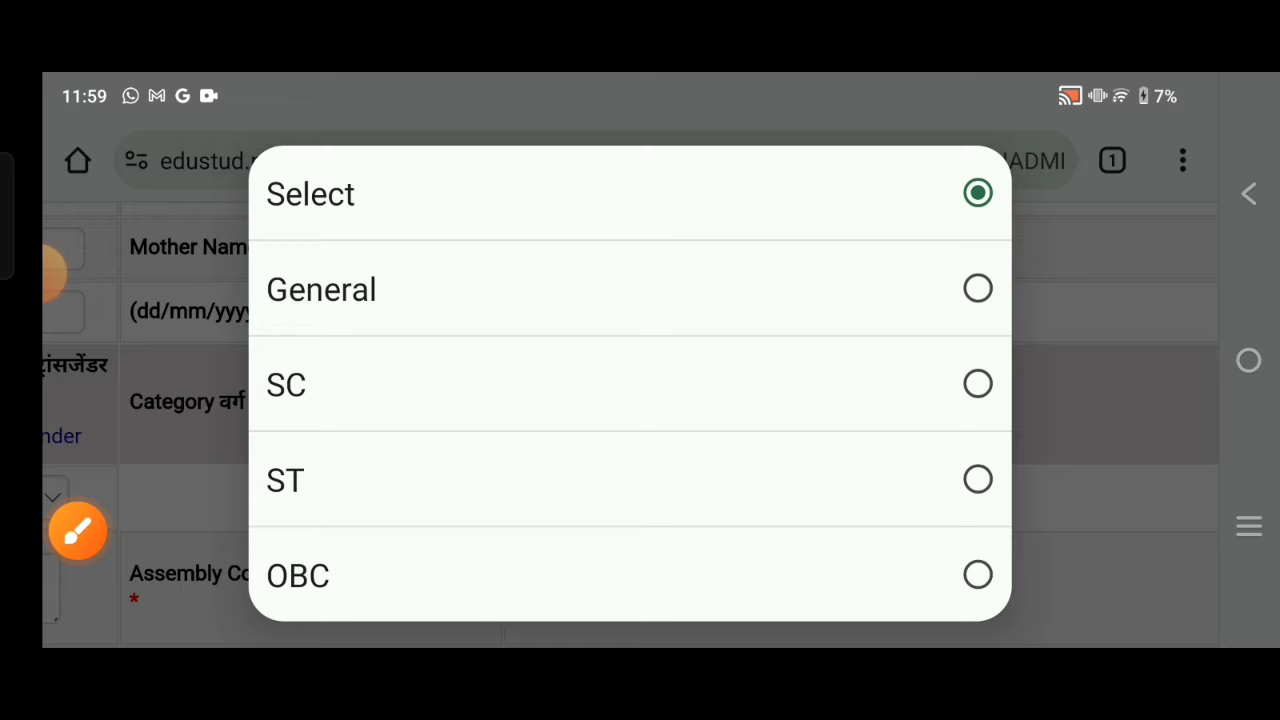 11:59
7%
edustud.
ADMI
1
Select
General
SC
ST
OBC
Mother Nam
(dd/mm/yyyy
ट्रांसजेंडर
Category वर्ग
nder
Assembly Co
*